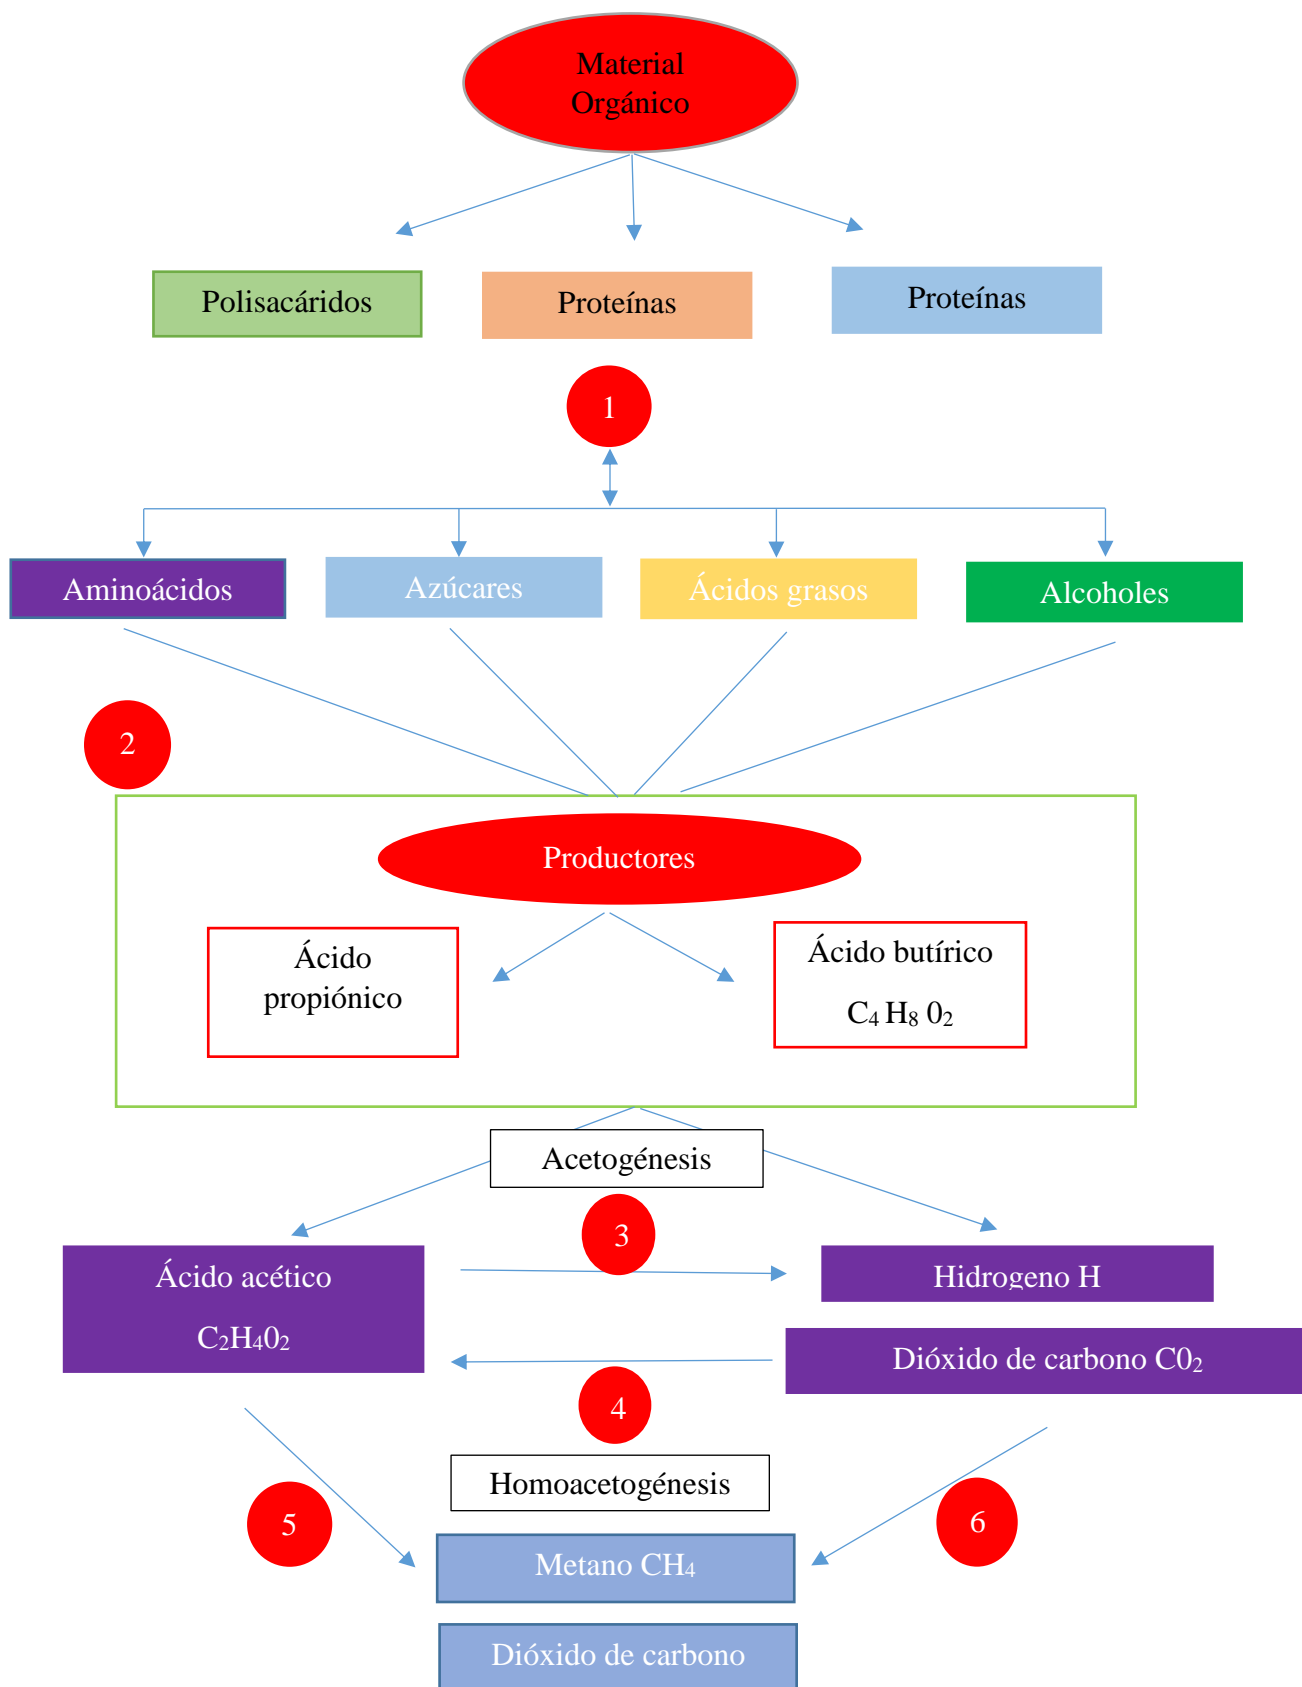 Material
Orgánico
Polisacáridos
Proteínas
Proteínas
1
Aminoácidos
Azúcares
Ácidos grasos
Alcoholes
2
Productores
Ácido
propiónico
Ácido butírico
C₄ H₈ 0₂
Acetogénesis
3
Ácido acético
C₂H₄0₂
Hidrogeno H
Dióxido de carbono C0₂
4
Homoacetogénesis
5
6
Metano CH₄
Dióxido de carbono